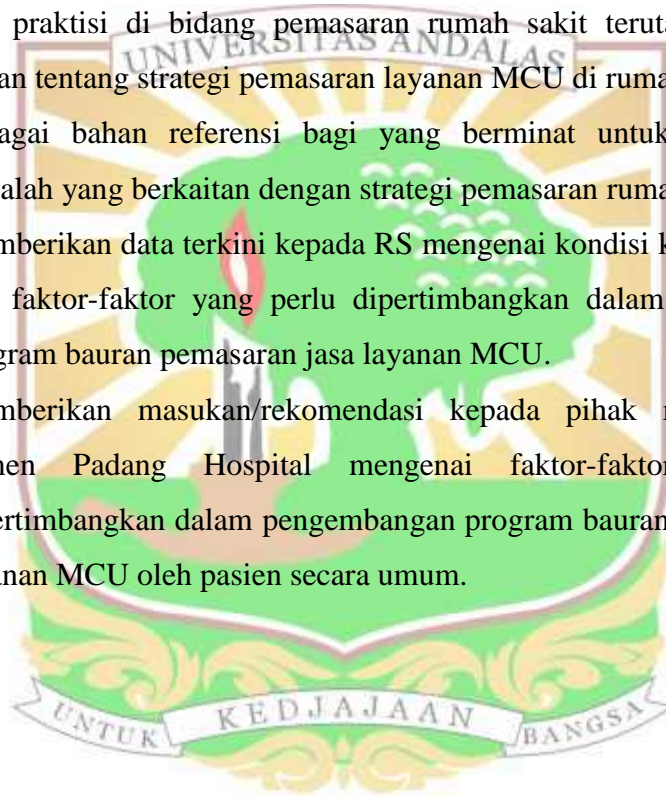 praktisi di bidang pemasaran rumah sakit
UNIVERSITAS ANDALAS
an tentang strategi pemasaran layanan MCU di ruma
agai bahan referensi bagi yang berminat untuk
alah yang berkaitan dengan strategi pemasaran ruma
mberikan data terkini kepada RS mengenai kondisi k
faktor-faktor yang perlu dipertimbangkan dalam
gram bauran pemasaran jasa layanan MCU.
mberikan masukan/rekomendasi kepada pihak
en Padang Hospital mengenai faktor-faktor
ertimbangkan dalam pengembangan program bauran
anan MCU oleh pasien secara umum.
UNTUK KEDJAJAAN BANGSA